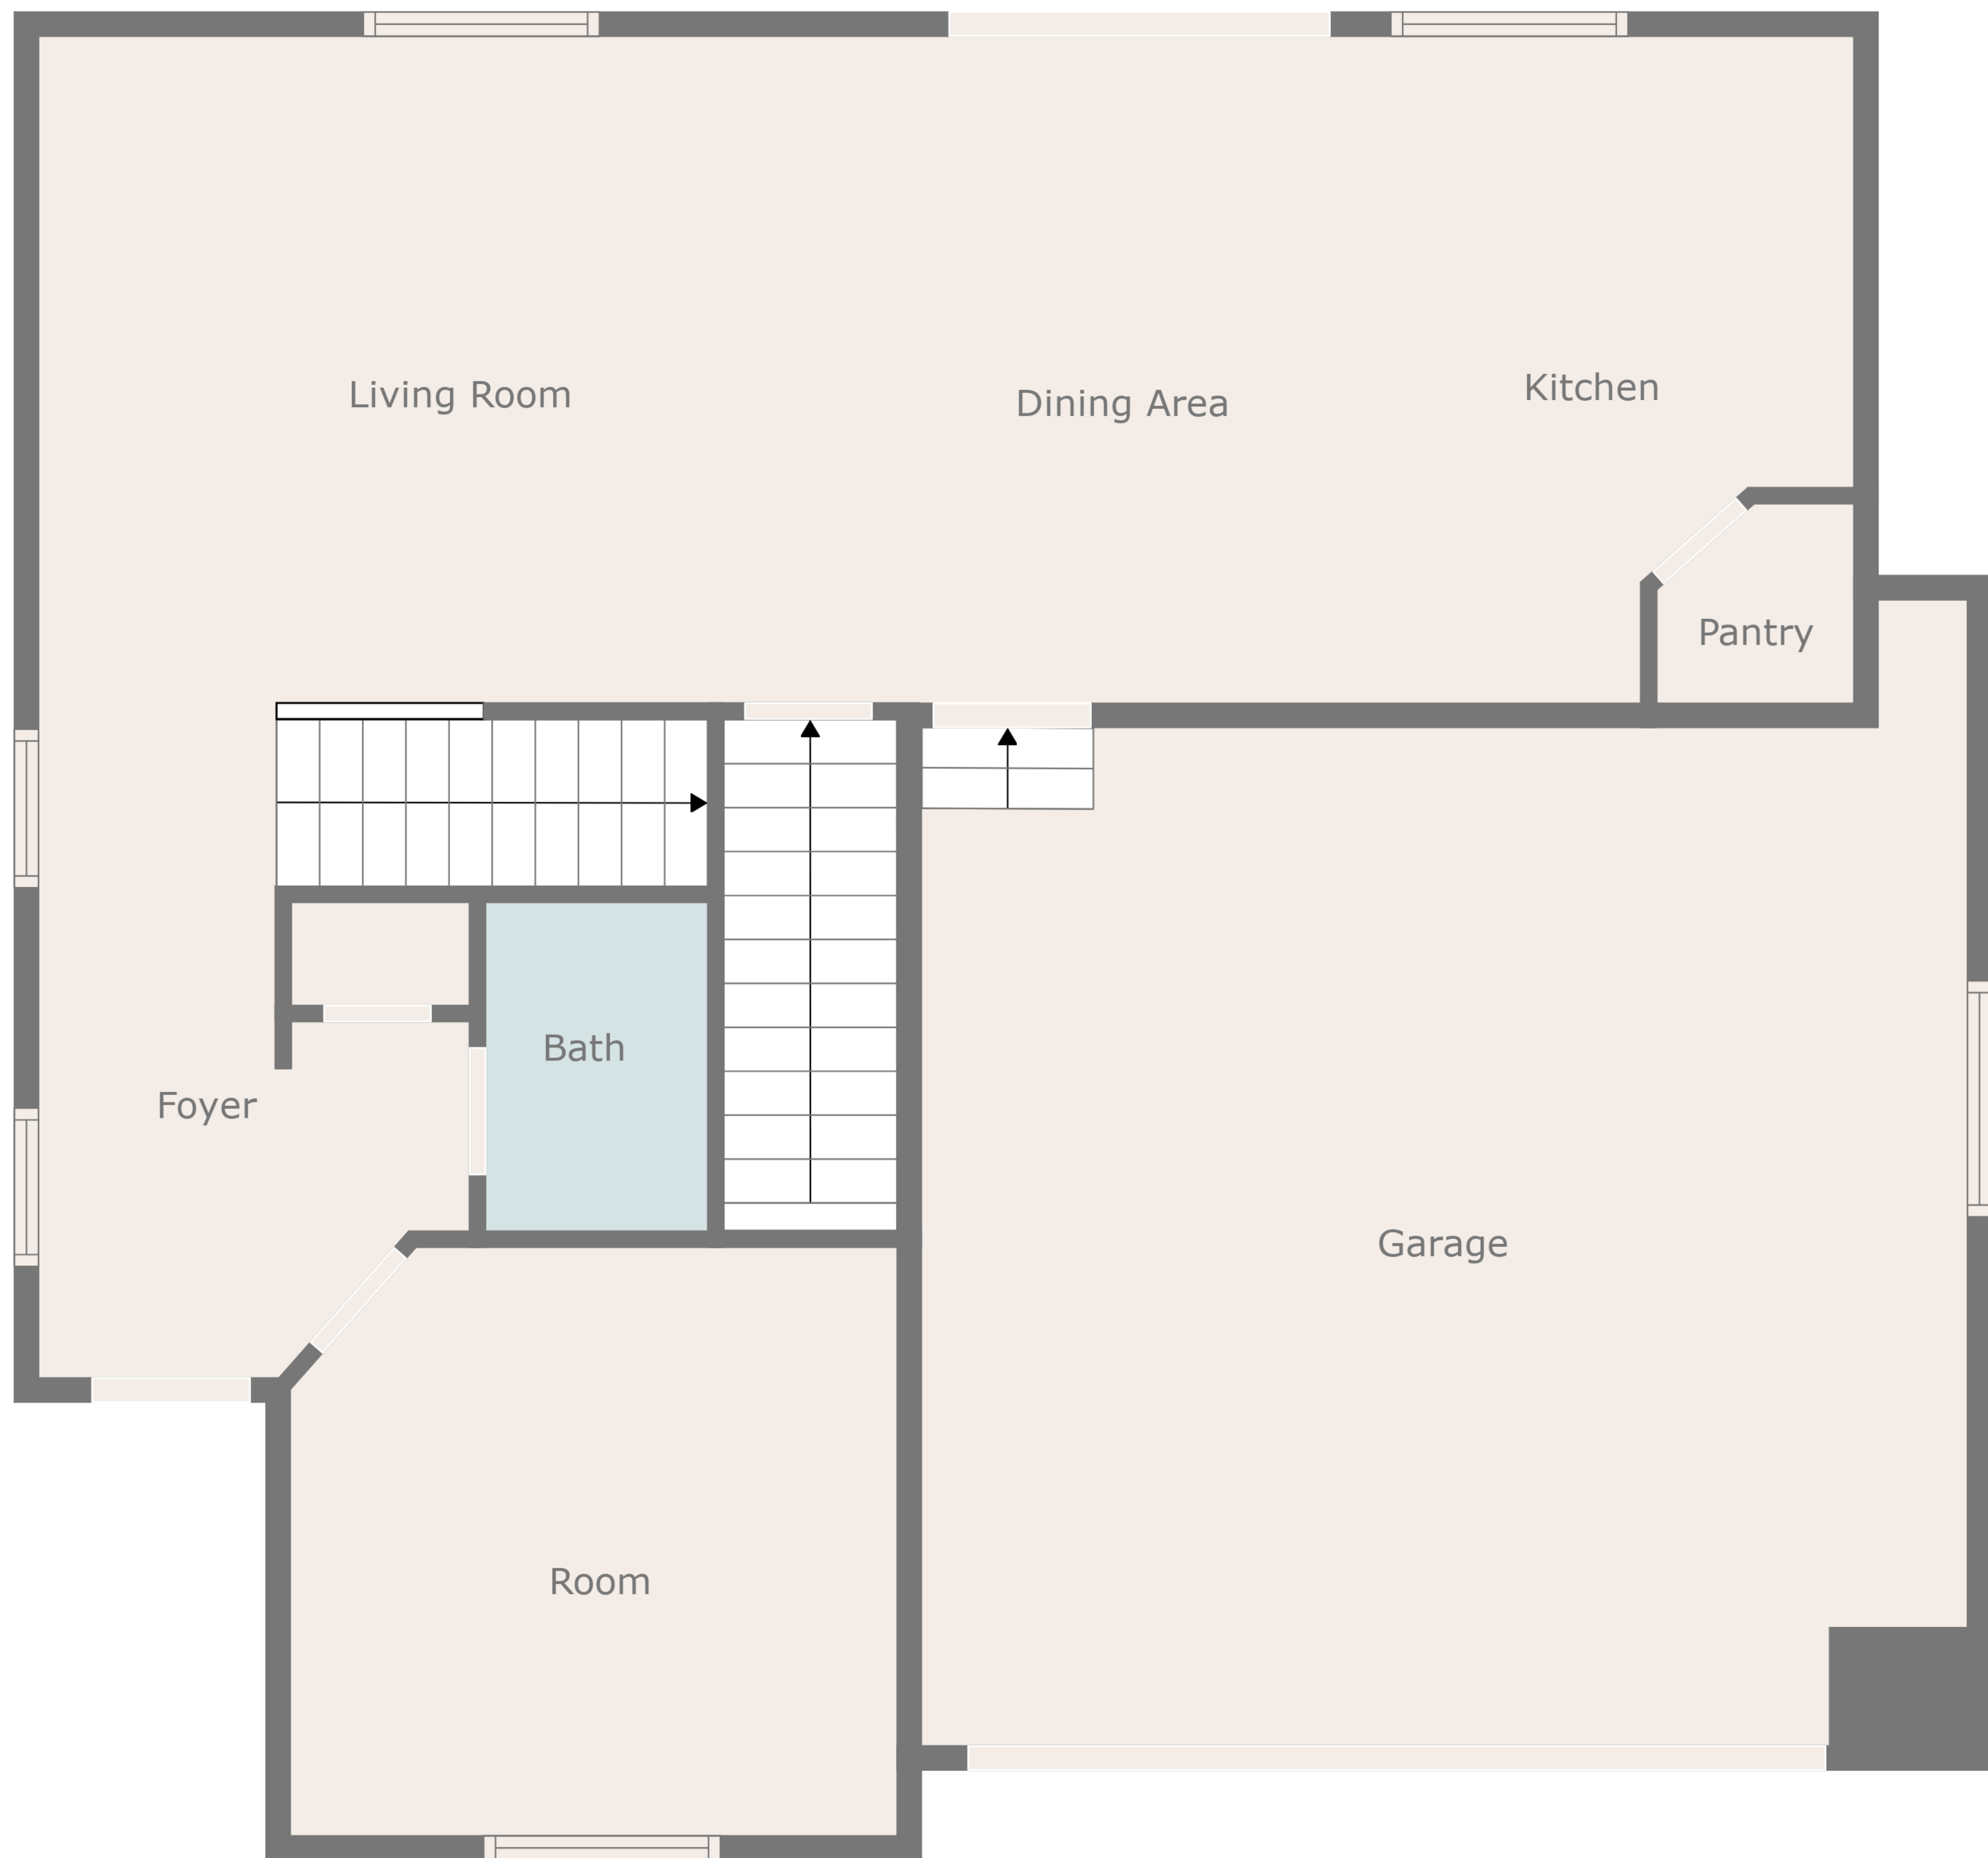 Living Room
Dining Area
Kitchen
Pantry
Bath
Foyer
Garage
Room